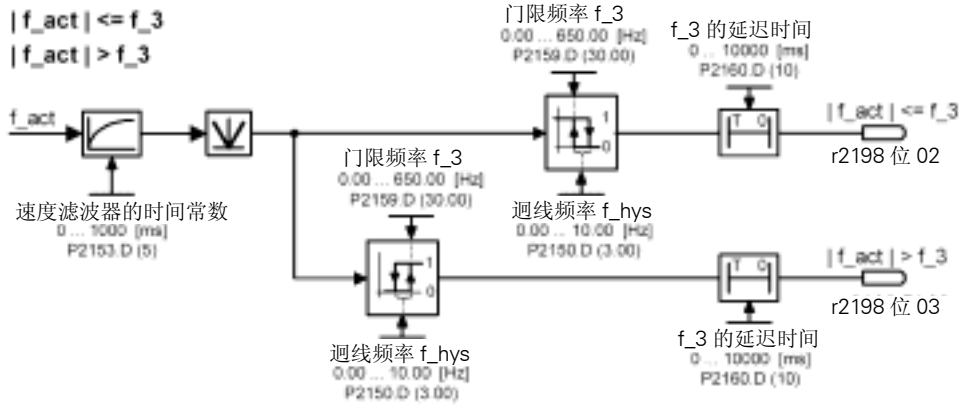 | f_act | <= f_3
| f_act | > f_3
f_act
速度滤波器的时间常数
0 ... 1000 [ms]
P2153.D (5)
门限频率 f_3
0.00 ... 650.00 [Hz]
P2159.D (30.00)
1
0
迥线频率 f_hys
0.00 ... 10.00 [Hz]
P2150.D (3.00)
f_3 的延迟时间
0 ... 10000 [ms]
P2160.D (10)
T 0
| f_act | <= f_3
r2198 位 02
门限频率 f_3
0.00 ... 650.00 [Hz]
P2159.D (30.00)
1
0
迥线频率 f_hys
0.00 ... 10.00 [Hz]
P2150.D (3.00)
T 0
f_3 的延迟时间
0 ... 10000 [ms]
P2160.D (10)
| f_act | > f_3
r2198 位 03